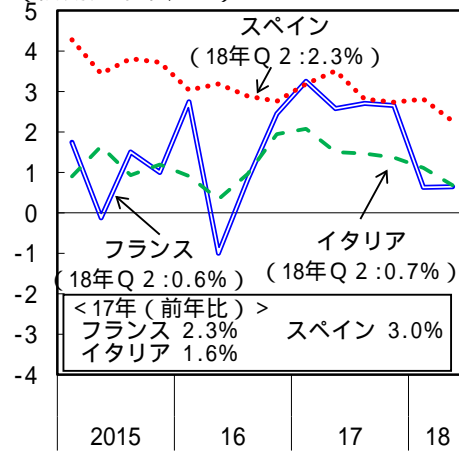 5
4
3
2
1
0
-1
-2
-3
-4
スペイン
(18年Q2:2.3%)
フランス
(18年Q2:0.6%)
イタリア
(18年Q2:0.7%)
<17年(前年比)>
フランス 2.3% スペイン 3.0%
イタリア 1.6%
2015 16 17 18